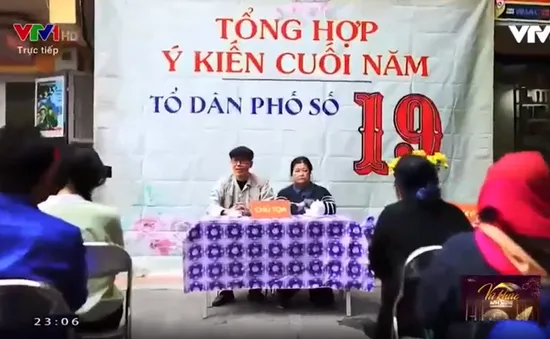 VTV1 HD
Trực tiếp
VTV
TỔNG HỢP
Ý KIẾN CUỐI NĂM
TỔ DÂN PHỐ SỐ 19
CHỦ TỌA
23:06